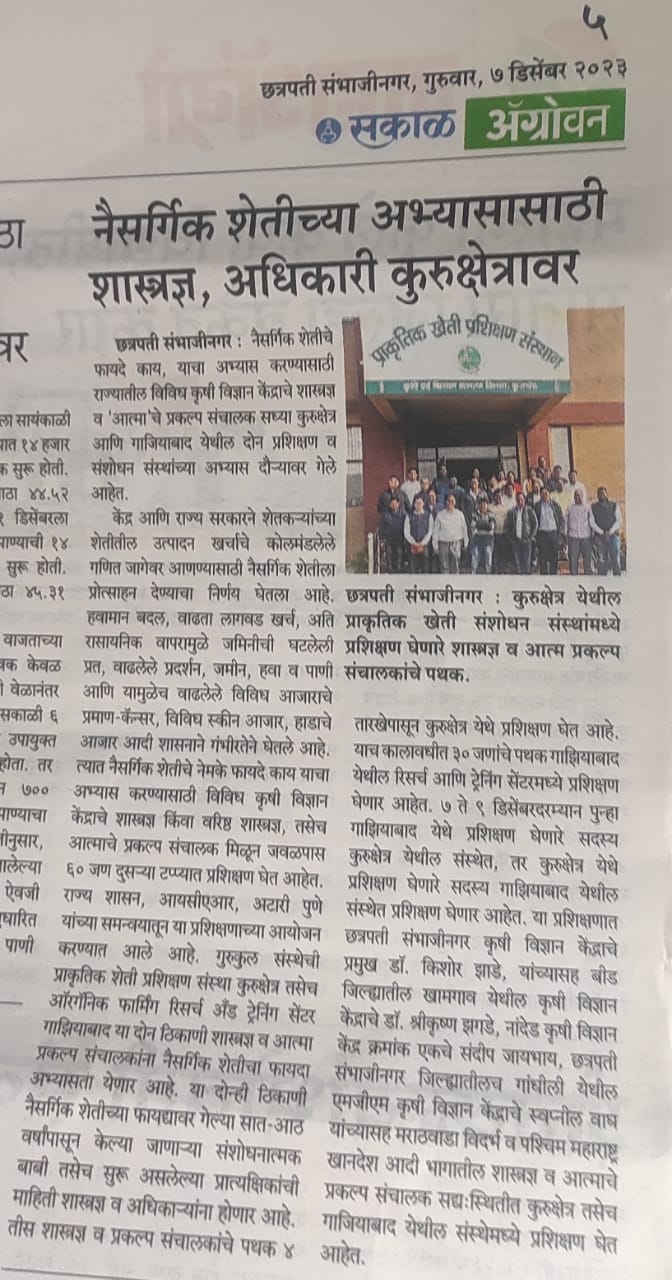 ५
छत्रपती संभाजीनगर, गुरुवार, ७ डिसेंबर २०२३
सकाळ अ‍ॅग्रोवन
नैसर्गिक शेतीच्या अभ्यासासाठी
शास्त्रज्ञ, अधिकारी कुरुक्षेत्रावर
ठा
त्रर
ला सायंकाळी
पात १४ हजार
क सुरू होती.
ाठा ४४.५२
१ डिसेंबरला
पाण्याची १४
सुरू होती.
ठा ४५.३१
वाजताच्या
वक केवळ
ी वेळानंतर
सकाळी ६
उपायुक्त
होता. तर
न ७००
पाण्याचा
नीनुसार,
ालेल्या
ऐवजी
धारित
पाणी
छत्रपती संभाजीनगर : नैसर्गिक शेतीचे
फायदे काय, याचा अभ्यास करण्यासाठी
राज्यातील विविध कृषी विज्ञान केंद्राचे शास्त्रज्ञ
व 'आत्मा'चे प्रकल्प संचालक सध्या कुरुक्षेत्र
आणि गाजियाबाद येथील दोन प्रशिक्षण व
संशोधन संस्थांच्या अभ्यास दौऱ्यावर गेले
आहेत.
केंद्र आणि राज्य सरकारने शेतकऱ्यांच्या
शेतीतील उत्पादन खर्चाचे कोलमंडलेले
गणित जागेवर आणण्यासाठी नैसर्गिक शेतीला
प्रोत्साहन देण्याचा निर्णय घेतला आहे.
हवामान बदल, वाढता लागवड खर्च, अति
रासायनिक वापरामुळे जमिनीची घटलेली
प्रत, वाढलेले प्रदर्शन, जमीन, हवा व पाणी
आणि यामुळेच वाढलेले विविध आजाराचे
प्रमाण-कॅन्सर, विविध स्कीन आजार, हाडाचे
आजार आदी शासनाने गंभीरतेने घेतले आहे.
त्यात नैसर्गिक शेतीचे नेमके फायदे काय याचा
अभ्यास करण्यासाठी विविध कृषी विज्ञान
केंद्राचे शास्त्रज्ञ किंवा वरिष्ठ शास्त्रज्ञ, तसेच
आत्माचे प्रकल्प संचालक मिळून जवळपास
६० जण दुसऱ्या टप्प्यात प्रशिक्षण घेत आहेत.
राज्य शासन, आयसीएआर, अटारी पुणे
यांच्या समन्वयातून या प्रशिक्षणाच्या आयोजन
करण्यात आले आहे. गुरुकुल संस्थेची
प्राकृतिक शेती प्रशिक्षण संस्था कुरुक्षेत्र तसेच
ऑरगॅनिक फार्मिंग रिसर्च अँड ट्रेनिंग सेंटर
गाझियाबाद या दोन ठिकाणी शास्त्रज्ञ व आत्मा
प्रकल्प संचालकांना नैसर्गिक शेतीचा फायदा
अभ्यासता येणार आहे. या दोन्ही ठिकाणी
नैसर्गिक शेतीच्या फायद्यावर गेल्या सात-आठ
वर्षांपासून केल्या जाणाऱ्या संशोधनात्मक
बाबी तसेच सुरू असलेल्या प्रात्यक्षिकांची
माहिती शास्त्रज्ञ व अधिकाऱ्यांना होणार आहे.
तीस शास्त्रज्ञ व प्रकल्प संचालकांचे पथक ४
प्राकृतिक खेती प्रशिक्षण संस्थान
छत्रपती संभाजीनगर : कुरुक्षेत्र येथील
प्राकृतिक खेती संशोधन संस्थांमध्ये
प्रशिक्षण घेणारे शास्त्रज्ञ व आत्म प्रकल्प
संचालकांचे पथक.
तारखेपासून कुरुक्षेत्र येथे प्रशिक्षण घेत आहे.
याच कालावधीत ३० जणांचे पथक गाझियाबाद
येथील रिसर्च आणि ट्रेनिंग सेंटरमध्ये प्रशिक्षण
घेणार आहेत. ७ ते ९ डिसेंबरदरम्यान पुन्हा
गाझियाबाद येथे प्रशिक्षण घेणारे सदस्य
कुरुक्षेत्र येथील संस्थेत, तर कुरुक्षेत्र येथे
प्रशिक्षण घेणारे सदस्य गाझियाबाद येथील
संस्थेत प्रशिक्षण घेणार आहेत. या प्रशिक्षणात
छत्रपती संभाजीनगर कृषी विज्ञान केंद्राचे
प्रमुख डॉ. किशोर झाडे, यांच्यासह बीड
जिल्ह्यातील खामगाव येथील कृषी विज्ञान
केंद्राचे डॉ. श्रीकृष्ण झगडे, नांदेड कृषी विज्ञान
केंद्र क्रमांक एकचे संदीप जायभाय, छत्रपती
संभाजीनगर जिल्ह्यातीलच गांधीली येथील
एमजीएम कृषी विज्ञान केंद्राचे स्वप्नील वाघ
यांच्यासह मराठवाडा विदर्भ व पश्चिम महाराष्ट्र
खानदेश आदी भागातील शास्त्रज्ञ व आत्माचे
प्रकल्प संचालक सद्यःस्थितीत कुरुक्षेत्र तसेच
गाजियाबाद येथील संस्थेमध्ये प्रशिक्षण घेत
आहेत.